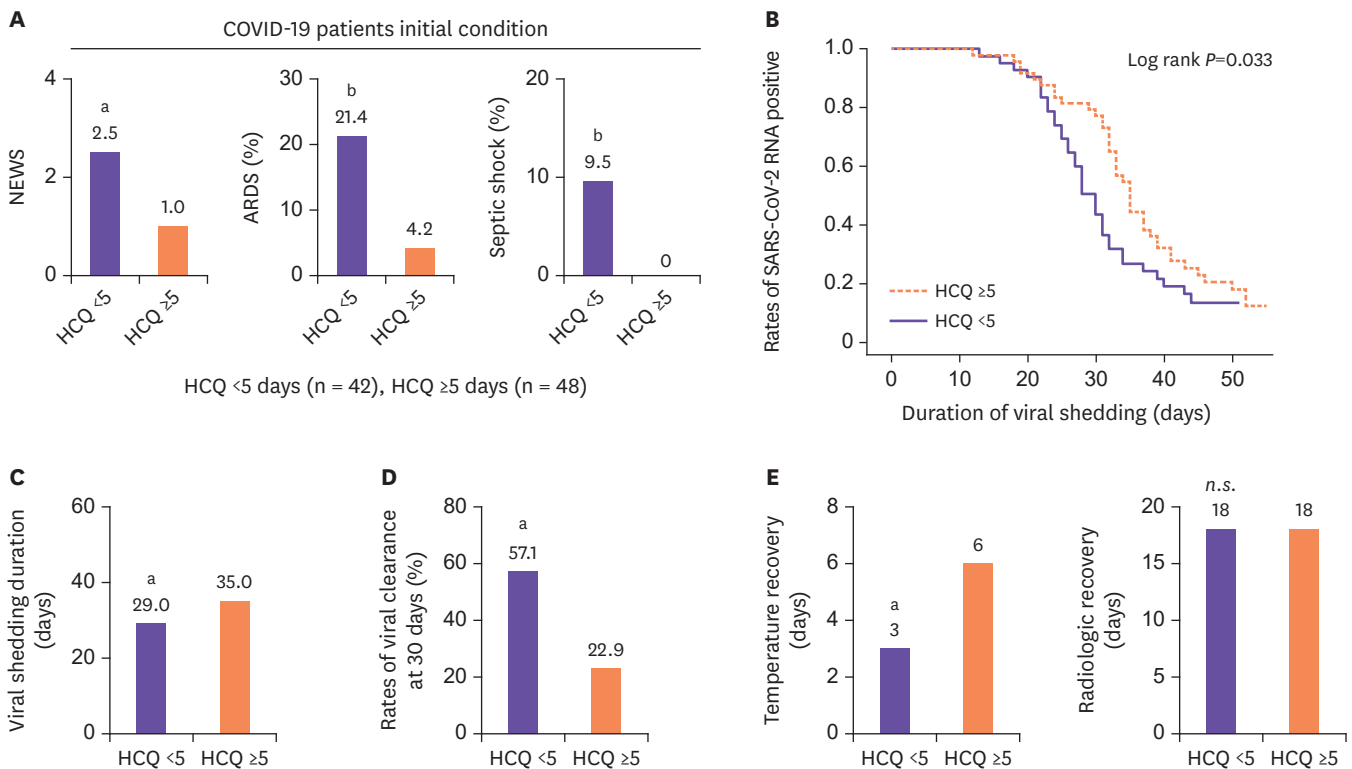 A
COVID-19 patients initial condition
NEWS
4
2
0
a
2.5
1.0
HCQ <5
HCQ ≥5
ARDS (%)
30
20
10
0
b
21.4
4.2
HCQ <5
HCQ ≥5
Septic shock (%)
20
10
0
b
9.5
0
HCQ <5
HCQ ≥5
HCQ <5 days (n = 42), HCQ ≥5 days (n = 48)
B
Rates of SARS-CoV-2 RNA positive
1.0
0.8
0.6
0.4
0.2
0
Log rank P=0.033
HCQ ≥5
HCQ <5
0 10 20 30 40 50
Duration of viral shedding (days)
C
Viral shedding duration
(days)
60
40
20
0
a
29.0
35.0
HCQ <5 HCQ ≥5
D
Rates of viral clearance
at 30 days (%)
80
60
40
20
0
a
57.1
22.9
HCQ <5 HCQ ≥5
E
Temperature recovery
(days)
8
6
4
2
0
a
3
6
HCQ <5 HCQ ≥5
Radiologic recovery
(days)
20
15
10
5
0
n.s.
18 18
HCQ <5 HCQ ≥5